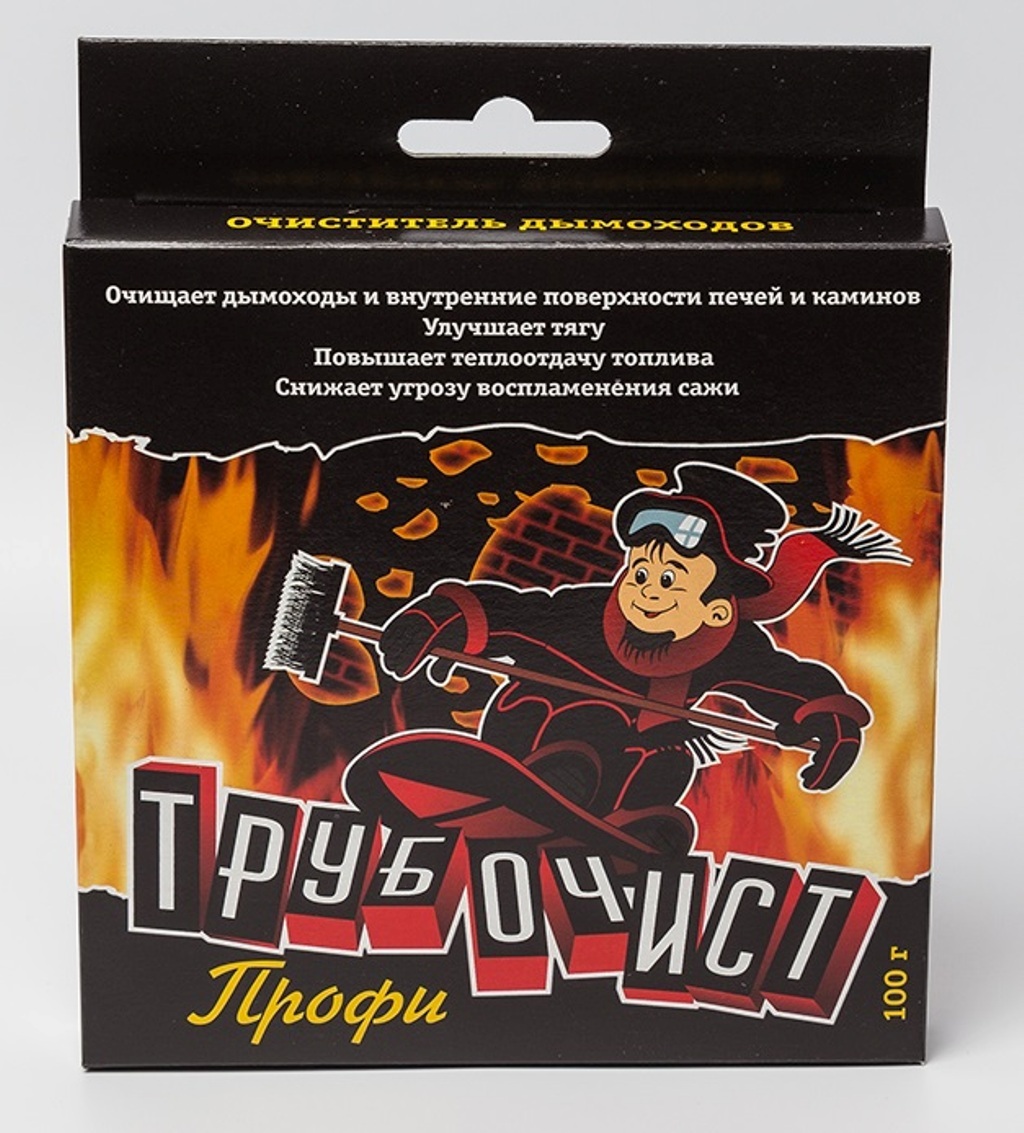 ОЧИСТИТЕЛЬ ДЫМОХОДОВ
Очищает дымоходы и внутренние поверхности печей и каминов
Улучшает тягу
Повышает теплоотдачу топлива
Снижает угрозу воспламенения сажи
ТРУБОЧИСТ
Профи
100 г